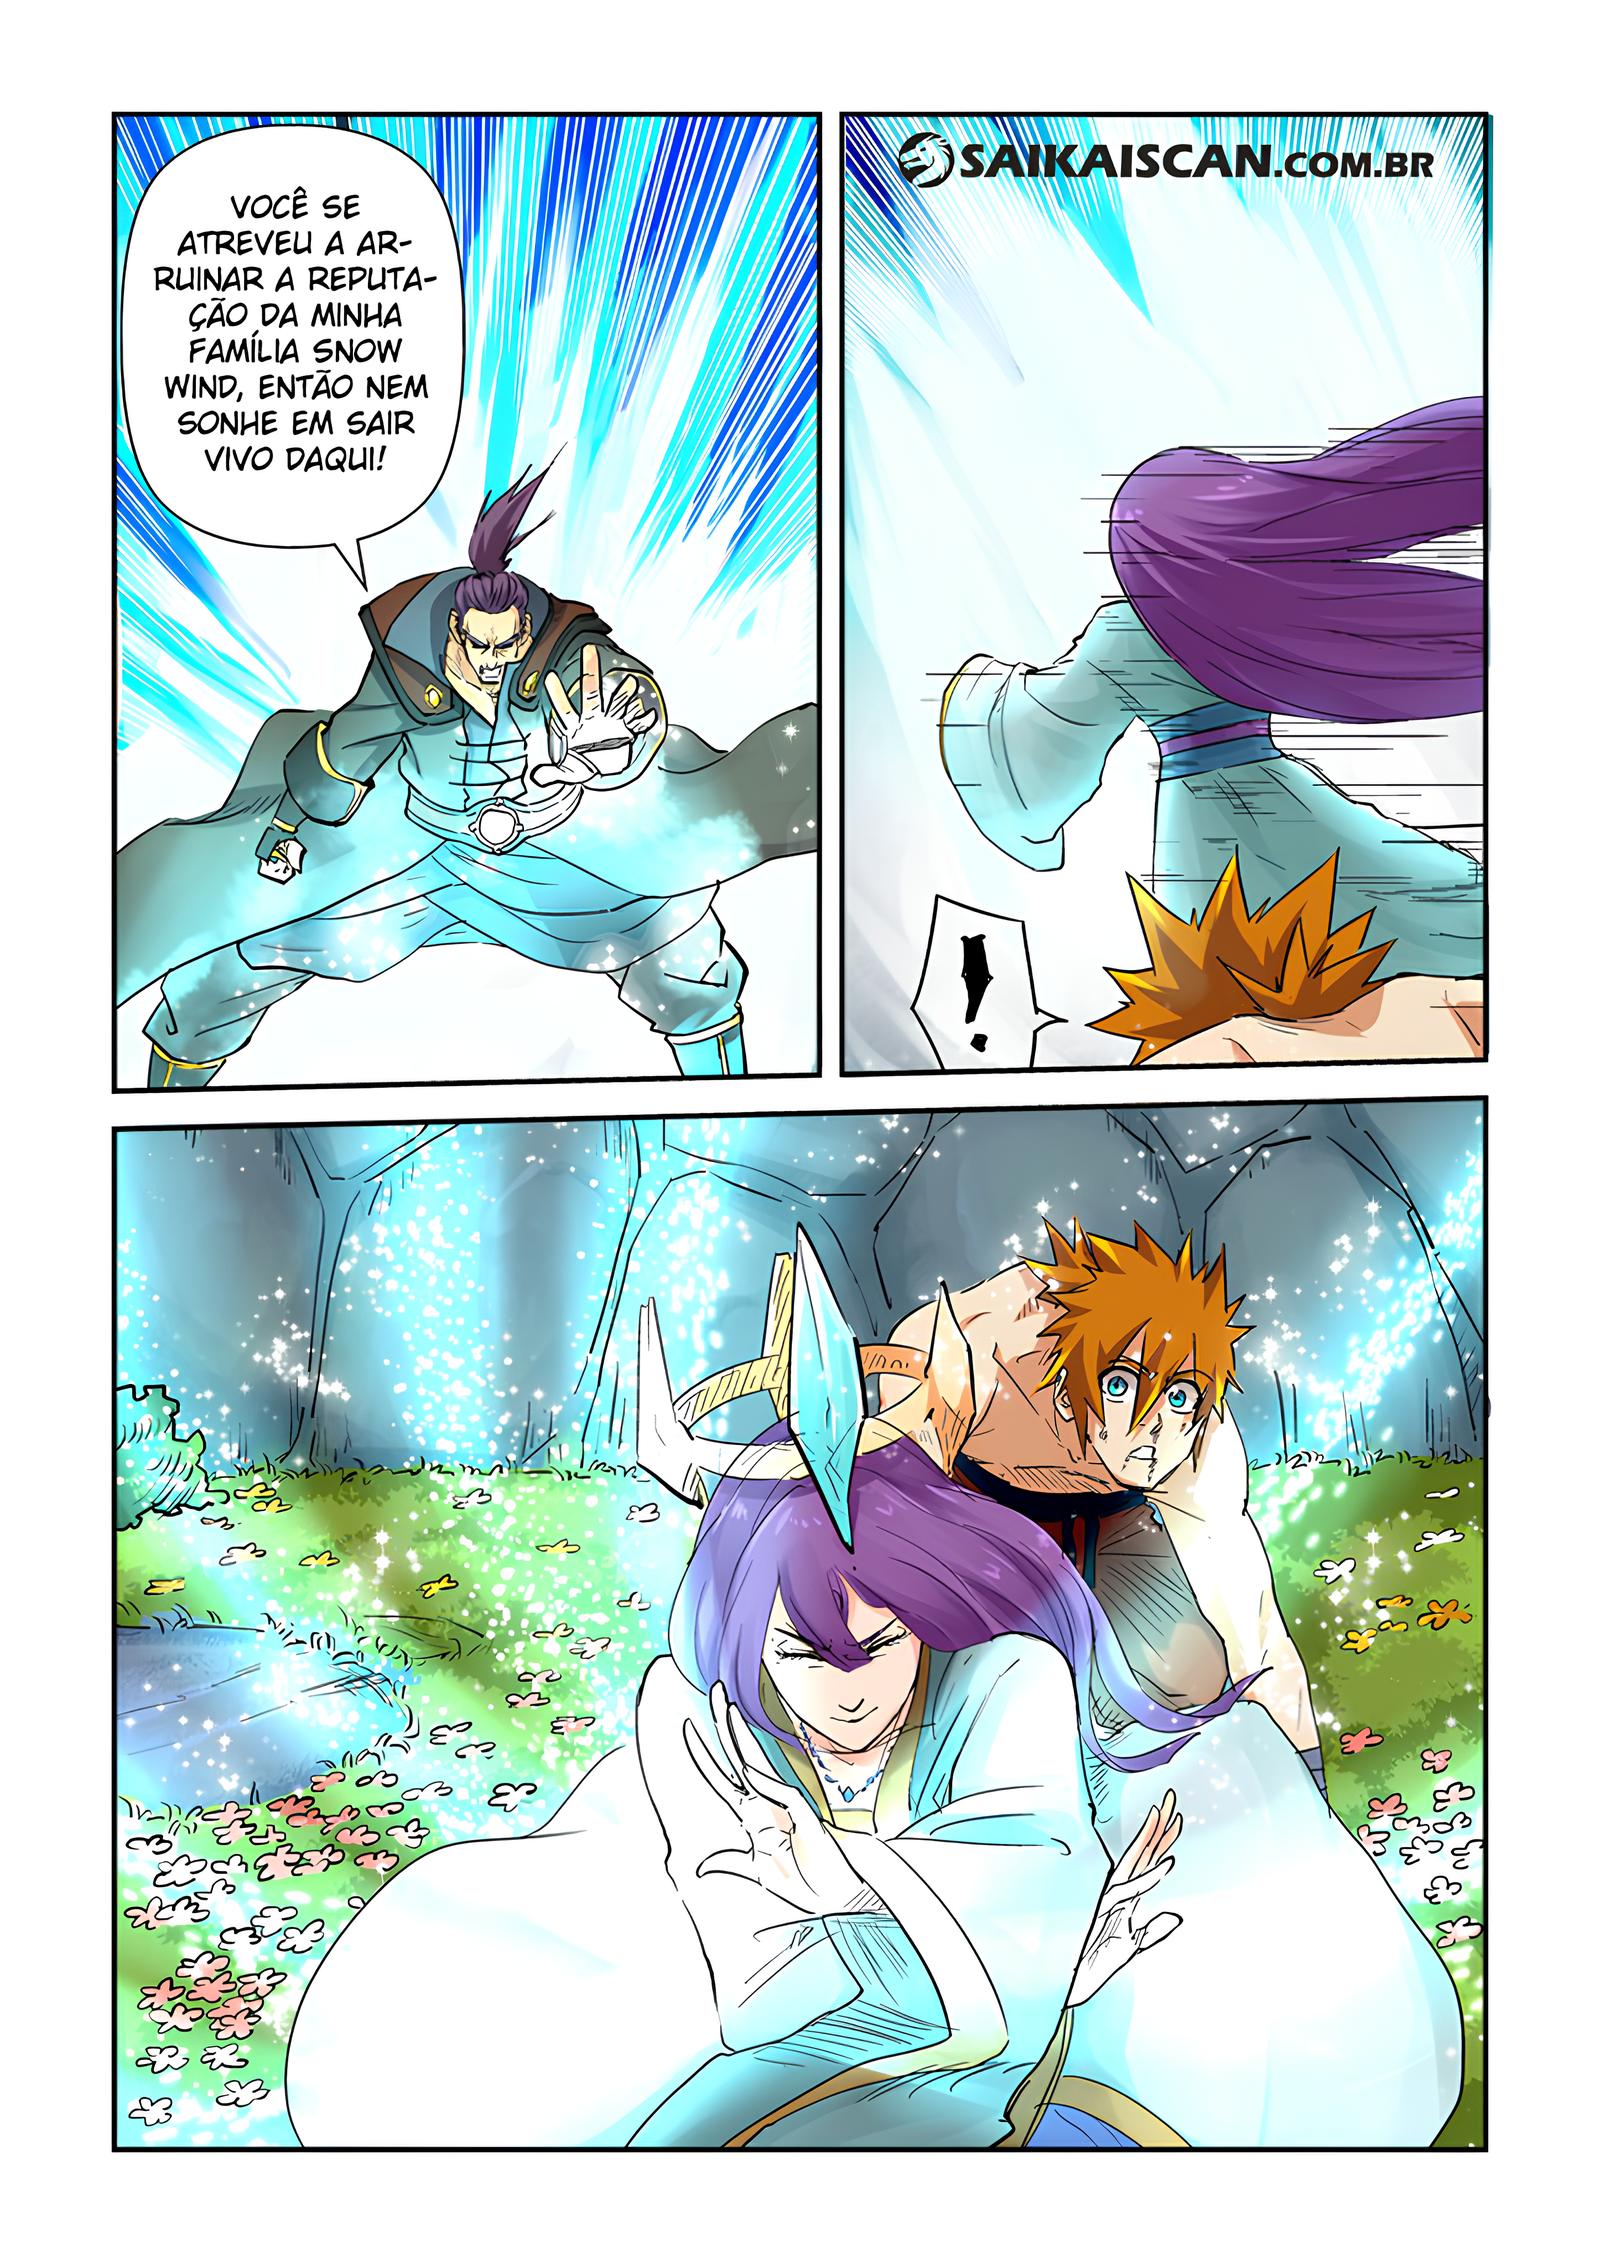 VOCÊ SE
ATREVEU A AR-
RUINAR A REPUTA-
ÇÃO DA MINHA
FAMÍLIA SNOW
WIND, ENTÃO NEM
SONHE EM SAIR
VIVO DAQUI!
SAIKAISCAN.COM.BR
!